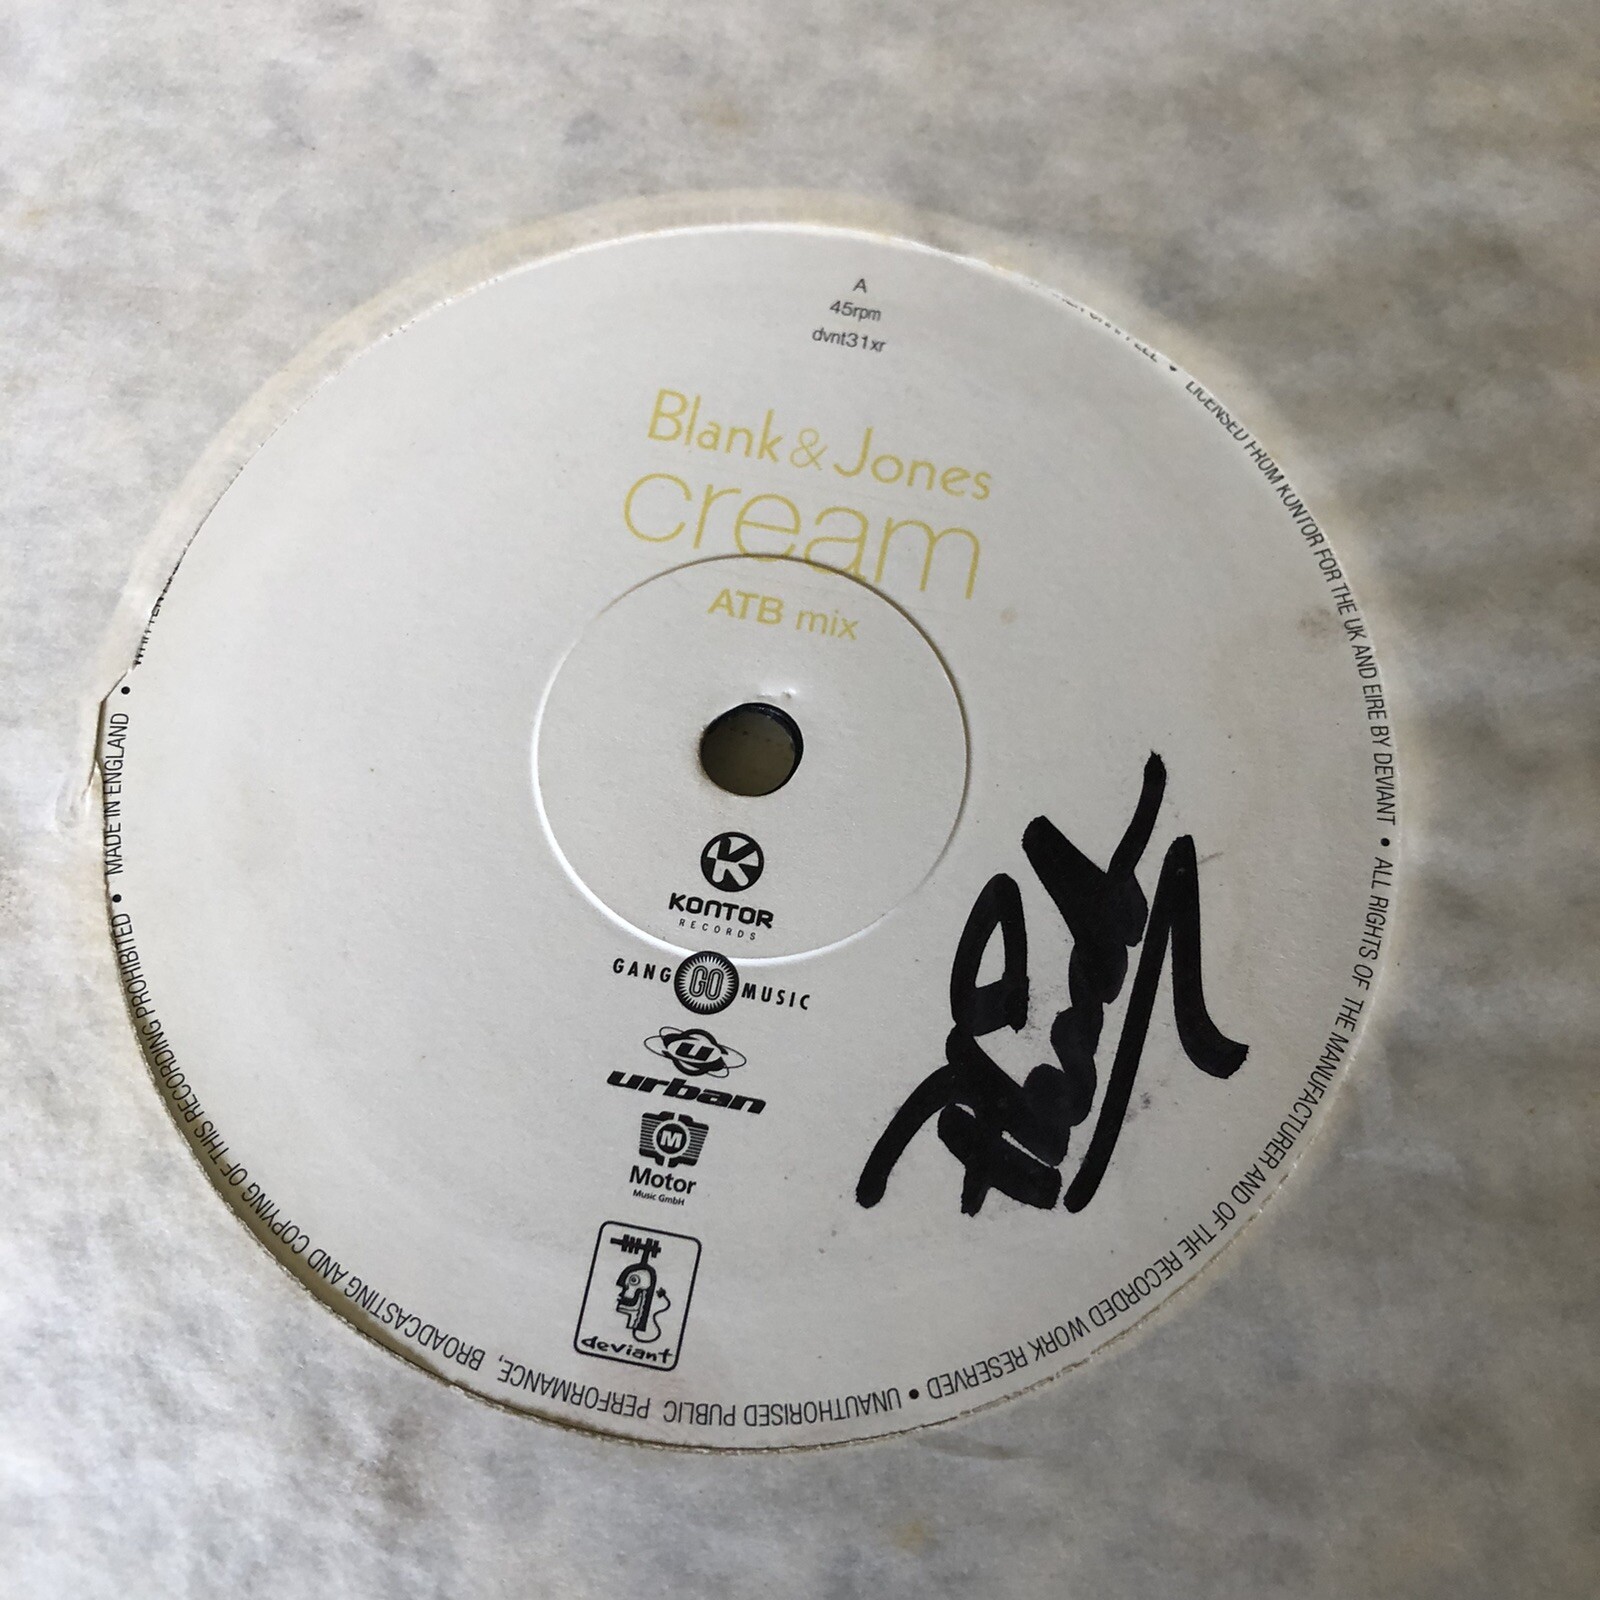 A
45rpm
dvnt31xr
Blank & Jones
cream
ATB mix
K
KONTOR
RECORDS
GANG GO MUSIC
U
urban
M
Motor
Music GmbH
deviant
• LICENSED FROM KONTOR FOR THE UK AND EIRE BY DEVIANT • ALL RIGHTS OF THE MANUFACTURER AND OF THE RECORDED WORK RESERVED • UNAUTHORISED PUBLIC PERFORMANCE, BROADCASTING AND COPYING OF THIS RECORDING PROHIBITED • MADE IN ENGLAND •